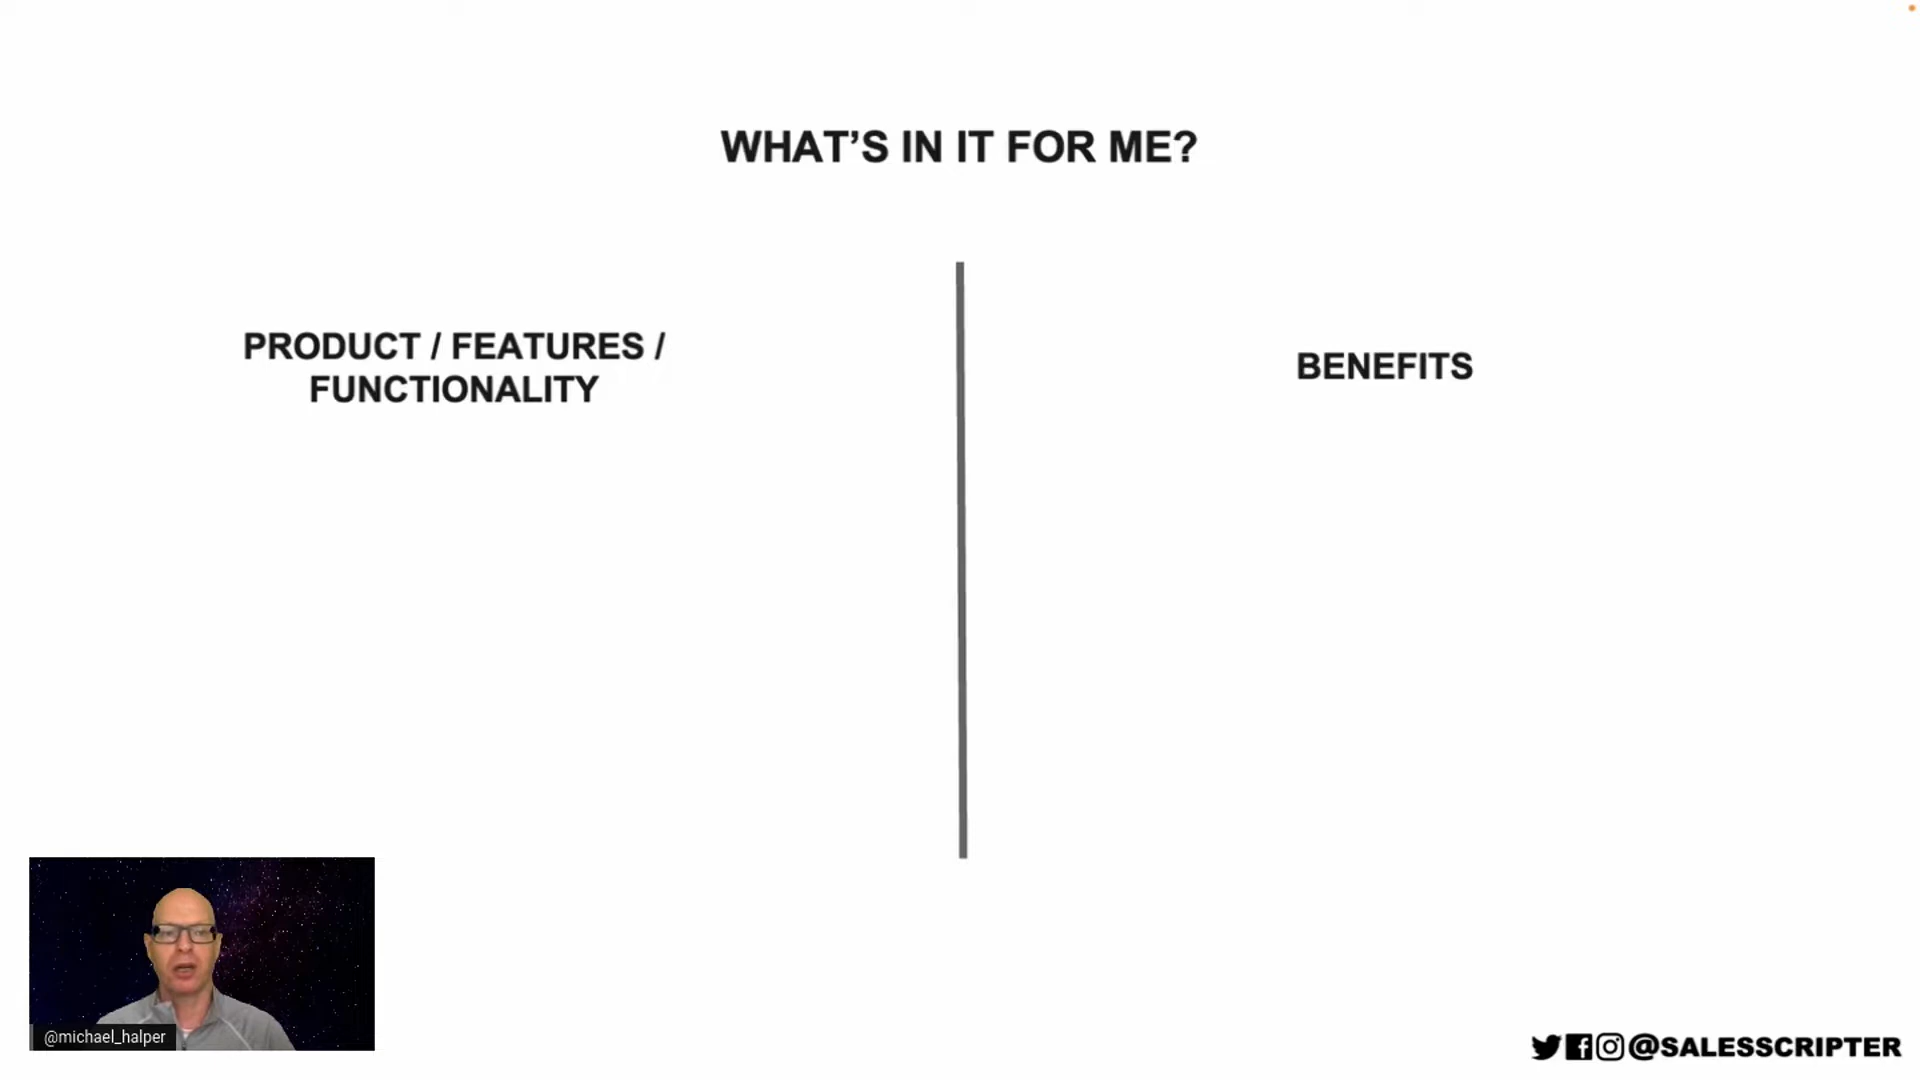 WHAT’S IN IT FOR ME?
PRODUCT / FEATURES /
FUNCTIONALITY
BENEFITS
@michael_halper
@SALESSCRIPTER